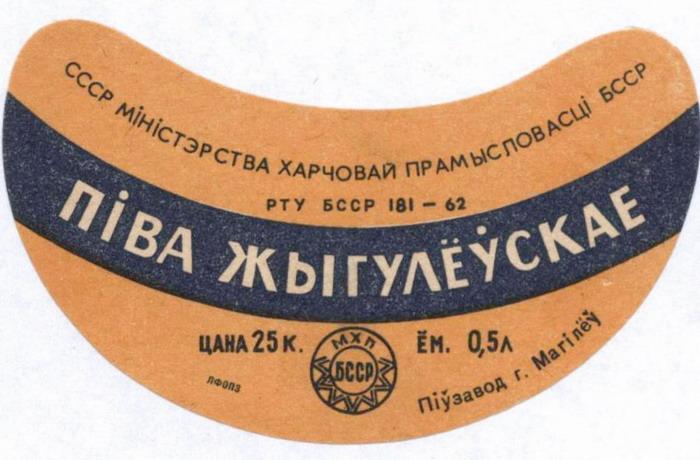 СССР МІНІСТЭРСТВА ХАРЧОВАЙ ПРАМЫСЛОВАСЦІ БССР
РТУ БССР 181 — 62
ПІВА ЖЫГУЛЁЎСКАЕ
ЦАНА 25 К.
МХП
БССР
ЁМ. 0,5л
ЛФОПЗ
Піўзавод г. Магілёў